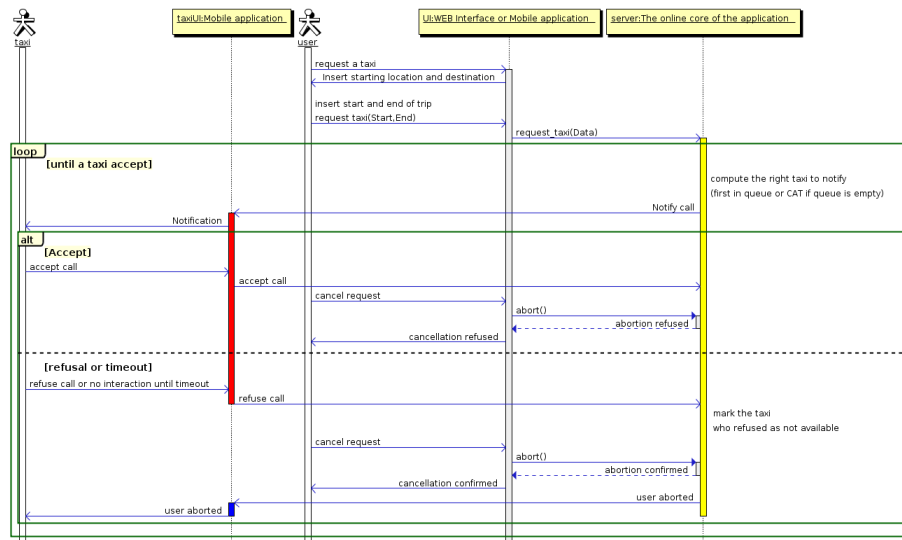 taxi
taxiUI:Mobile application
user
UI:WEB Interface or Mobile application
server:The online core of the application
request a taxi
Insert starting location and destination
insert start and end of trip
request taxi(Start,End)
request_taxi(Data)
loop
[until a taxi accept]
compute the right taxi to notify
(first in queue or CAT if queue is empty)
Notify call
Notification
alt
[Accept]
accept call
accept call
cancel request
abort()
abortion refused
cancellation refused
[refusal or timeout]
refuse call or no interaction until timeout
refuse call
mark the taxi
who refused as not available
cancel request
abort()
abortion confirmed
cancellation confirmed
user aborted
user aborted